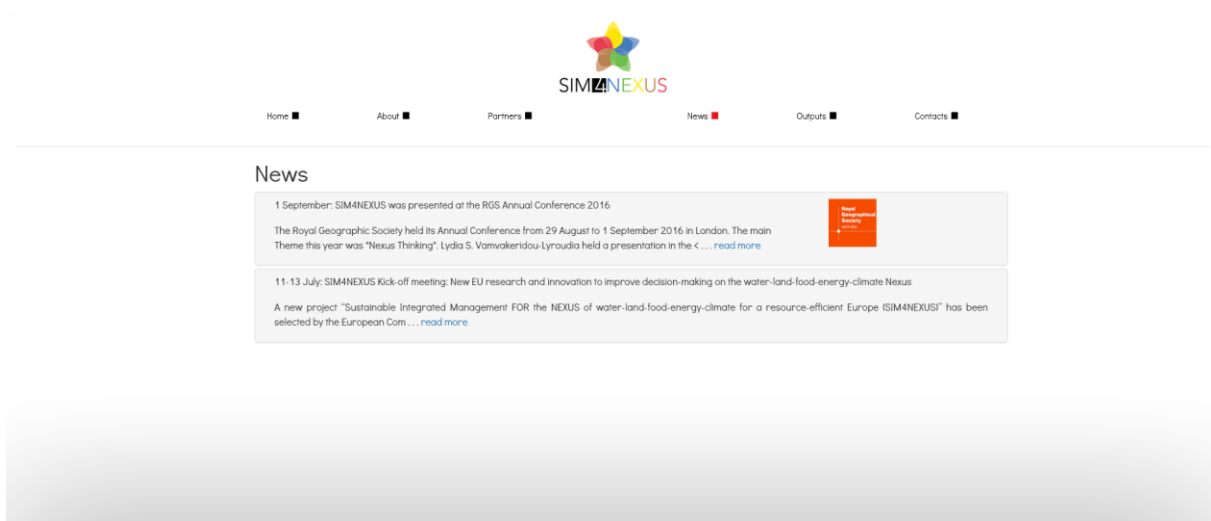 SIM4NEXUS
Home About Partners News Outputs Contacts
News
1 September: SIM4NEXUS was presented at the RGS Annual Conference 2016
The Royal Geographic Society held its Annual Conference from 29 August to 1 September 2016 in London. The main
Theme this year was "Nexus Thinking". Lydia S. Vamvakeridou-Lyroudia held a presentation in the < . . . read more
Royal
Geographical
Society
with IBG
11-13 July: SIM4NEXUS Kick-off meeting: New EU research and innovation to improve decision-making on the water-land-food-energy-climate Nexus
A new project “Sustainable Integrated Management FOR the NEXUS of water-land-food-energy-climate for a resource-efficient Europe (SIM4NEXUS)” has been
selected by the European Com . . . read more